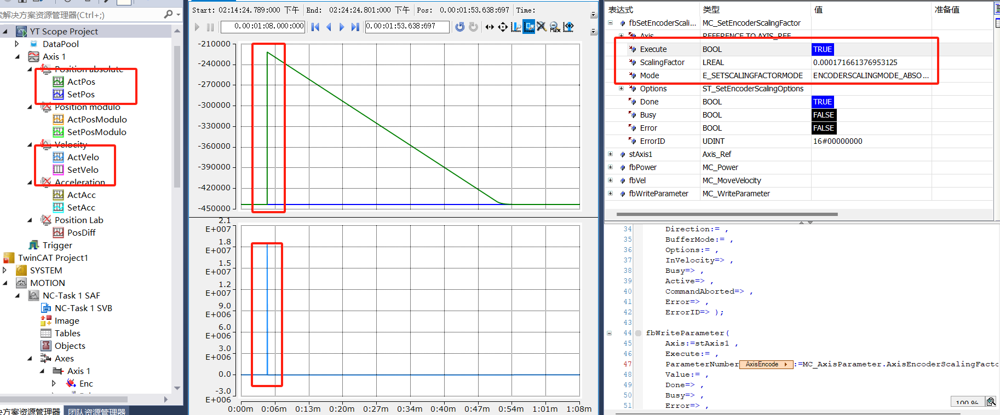 索解决方案资源管理器(Ctrl+;)
YT Scope Project
DataPool
Axis 1
Position absolute
ActPos
SetPos
Position modulo
ActPosModulo
SetPosModulo
Velocity
ActVelo
SetVelo
Acceleration
ActAcc
SetAcc
Position Lab
PosDiff
Trigger
TwinCAT Project1
SYSTEM
MOTION
NC-Task 1 SAF
NC-Task 1 SVB
Image
Tables
Objects
Axes
Axis 1
Enc
决方案资源管理器 团队资源管理器
Start: 02:14:24.789:000 下午 End: 02:24:24.801:000 下午 Pos: 0.00:01:53.638:697 Time:
0.00:01:08.000:000 0.00:01:53.638:697
Max
-210000
-240000
-270000
-300000
-330000
-360000
-390000
-420000
-450000
2.1
E+007
1.8
E+007
1.5
E+007
1.2
E+007
9.0
E+006
6.0
E+006
3.0
E+006
0.0
-3.0
E+006
0:00m 0:06m 0:13m 0:20m 0:27m 0:34m 0:40m 0:47m 0:54m 1:01m 1:08m
表达式 类型 值 准备值
fbSetEncoderScali... MC_SetEncoderScalingFactor
Axis REFERENCE TO AXIS_REF
Execute BOOL TRUE
ScalingFactor LREAL 0.000171661376953125
Mode E_SETSCALINGFACTORMODE ENCODERSCALINGMODE_ABSO...
Options ST_SetEncoderScalingOptions
Done BOOL TRUE
Busy BOOL FALSE
Error BOOL FALSE
ErrorID UDINT 16#00000000
stAxis1 Axis_Ref
fbPower MC_Power
fbVel MC_MoveVelocity
fbWriteParameter MC_WriteParameter
34 Direction:= ,
35 BufferMode:= ,
36 Options:= ,
37 InVelocity=> ,
38 Busy=> ,
39 Active=> ,
40 CommandAborted=> ,
41 Error=> ,
42 ErrorID=> );
43
44 fbWriteParameter(
45 Axis:=stAxis1 ,
46 Execute:= ,
47 ParameterNumber AxisEncode :=MC_AxisParameter.AxisEncoderScalingFacto
48 Value:= ,
49 Done=> ,
50 Busy=> ,
51 Error=> ,
100 %